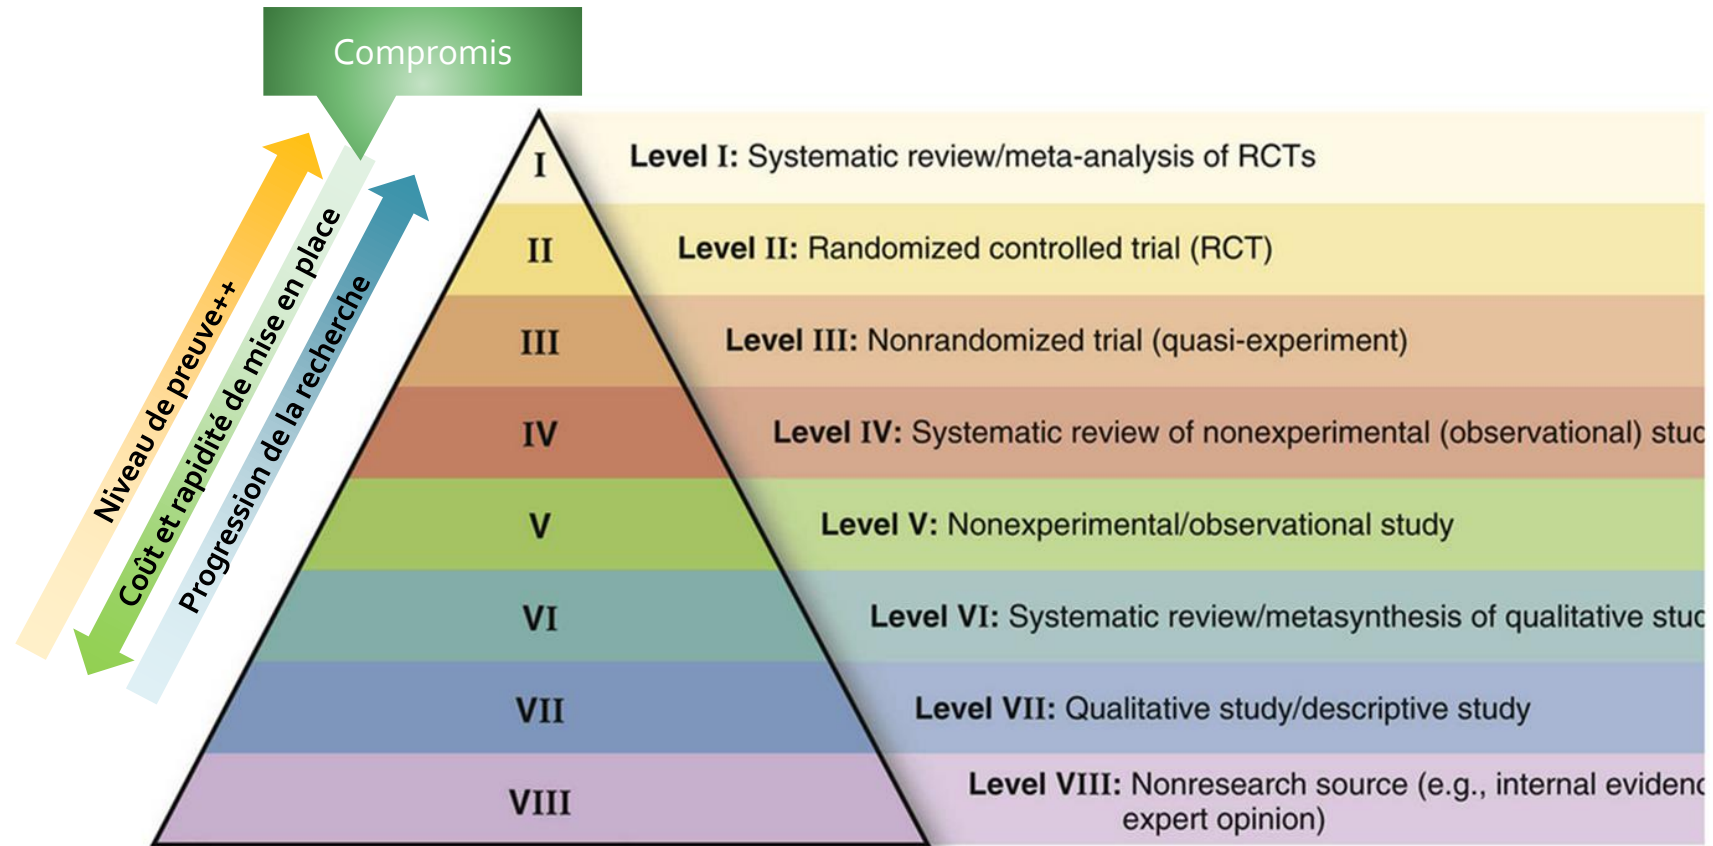 Compromis
Niveau de preuve++
Coût et rapidité de mise en place
Progression de la recherche
I
Level I: Systematic review/meta-analysis of RCTs
II
Level II: Randomized controlled trial (RCT)
III
Level III: Nonrandomized trial (quasi-experiment)
IV
Level IV: Systematic review of nonexperimental (observational) stud
V
Level V: Nonexperimental/observational study
VI
Level VI: Systematic review/metasynthesis of qualitative stud
VII
Level VII: Qualitative study/descriptive study
VIII
Level VIII: Nonresearch source (e.g., internal evidenc
expert opinion)